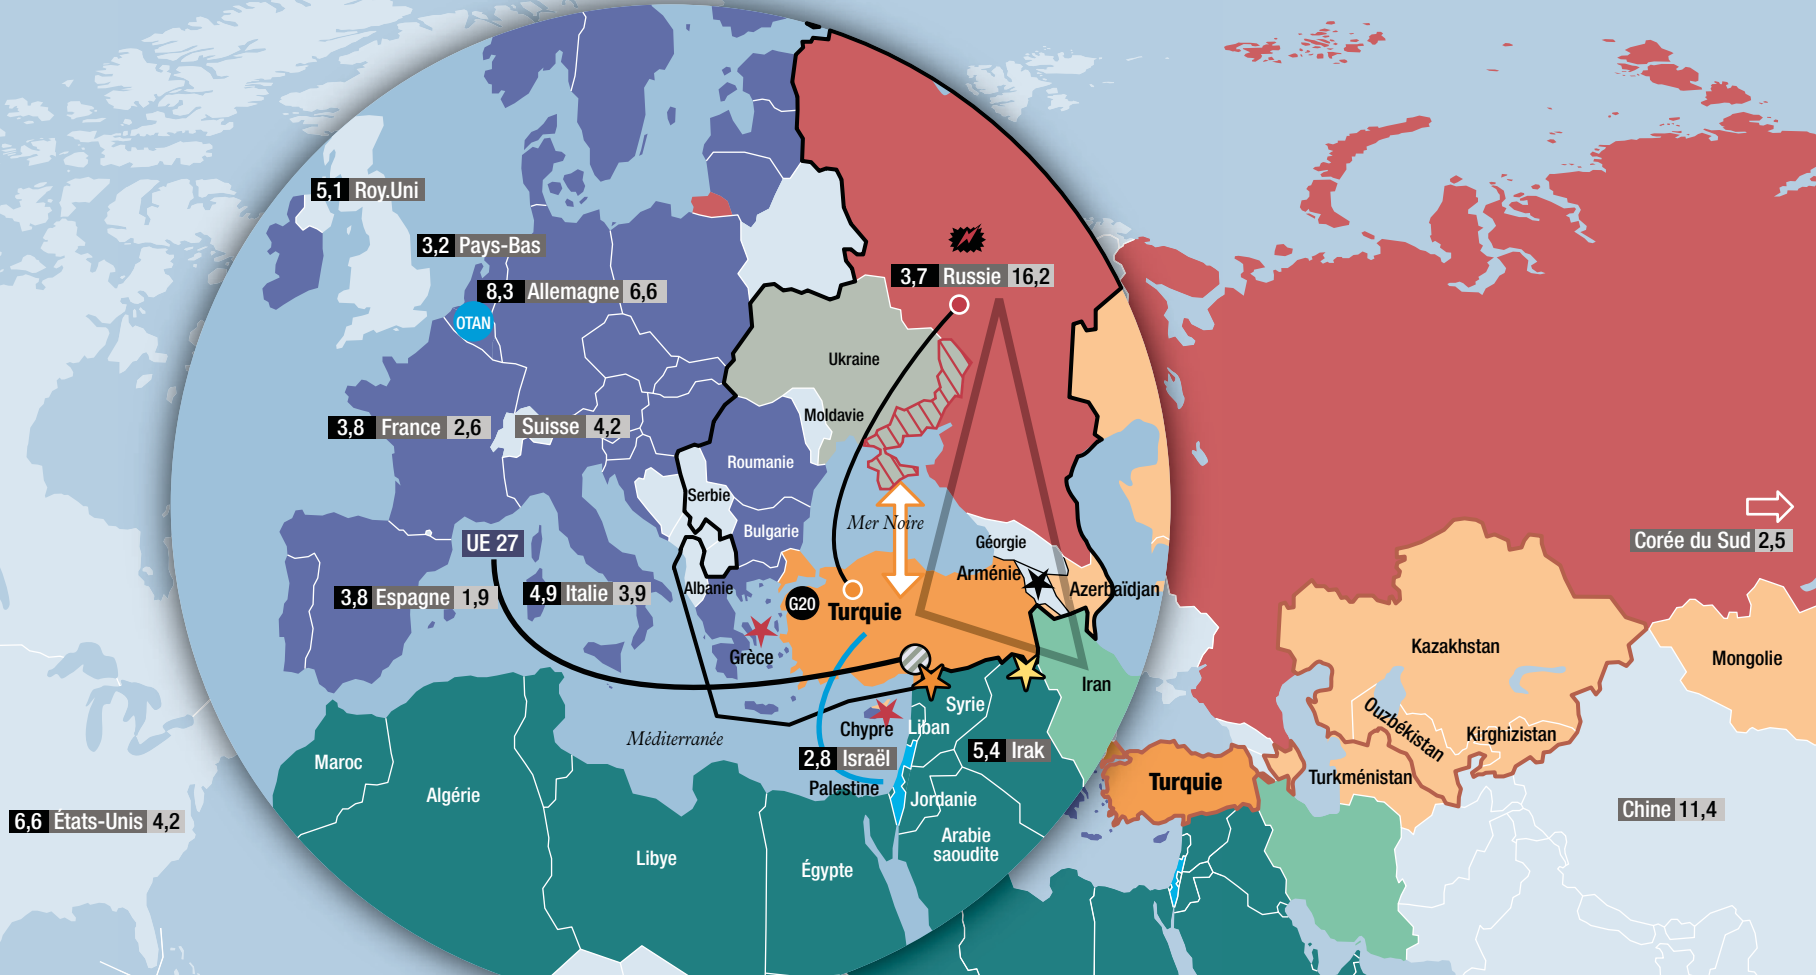 5,1 Roy.Uni
3,2 Pays-Bas
8,3 Allemagne 6,6
OTAN
3,7 Russie 16,2
Ukraine
Moldavie
3,8 France 2,6
Suisse 4,2
Roumanie
Serbie
Bulgarie
Mer Noire
UE 27
Géorgie
Arménie
Azerbaïdjan
Albanie
3,8 Espagne 1,9
4,9 Italie 3,9
G20
Turquie
Grèce
Iran
Syrie
Chypre
Liban
Méditerranée
2,8 Israël
5,4 Irak
Palestine
Jordanie
Arabie
saoudite
Maroc
Algérie
Libye
Égypte
6,6 États-Unis 4,2
Corée du Sud 2,5
Kazakhstan
Mongolie
Ouzbékistan
Kirghizistan
Turkménistan
Turquie
Chine 11,4